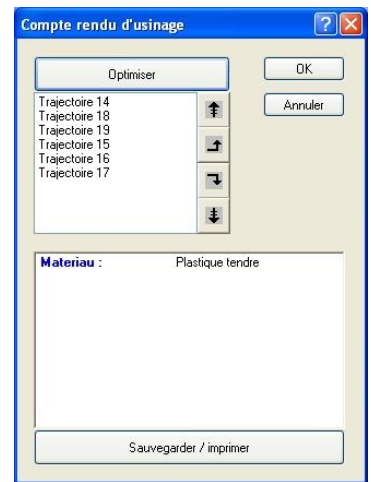 Compte rendu d'usinage
Optimiser
OK
Annuler
Trajectoire 14
Trajectoire 18
Trajectoire 19
Trajectoire 15
Trajectoire 16
Trajectoire 17
Materiau : Plastique tendre
Sauvegarder / imprimer